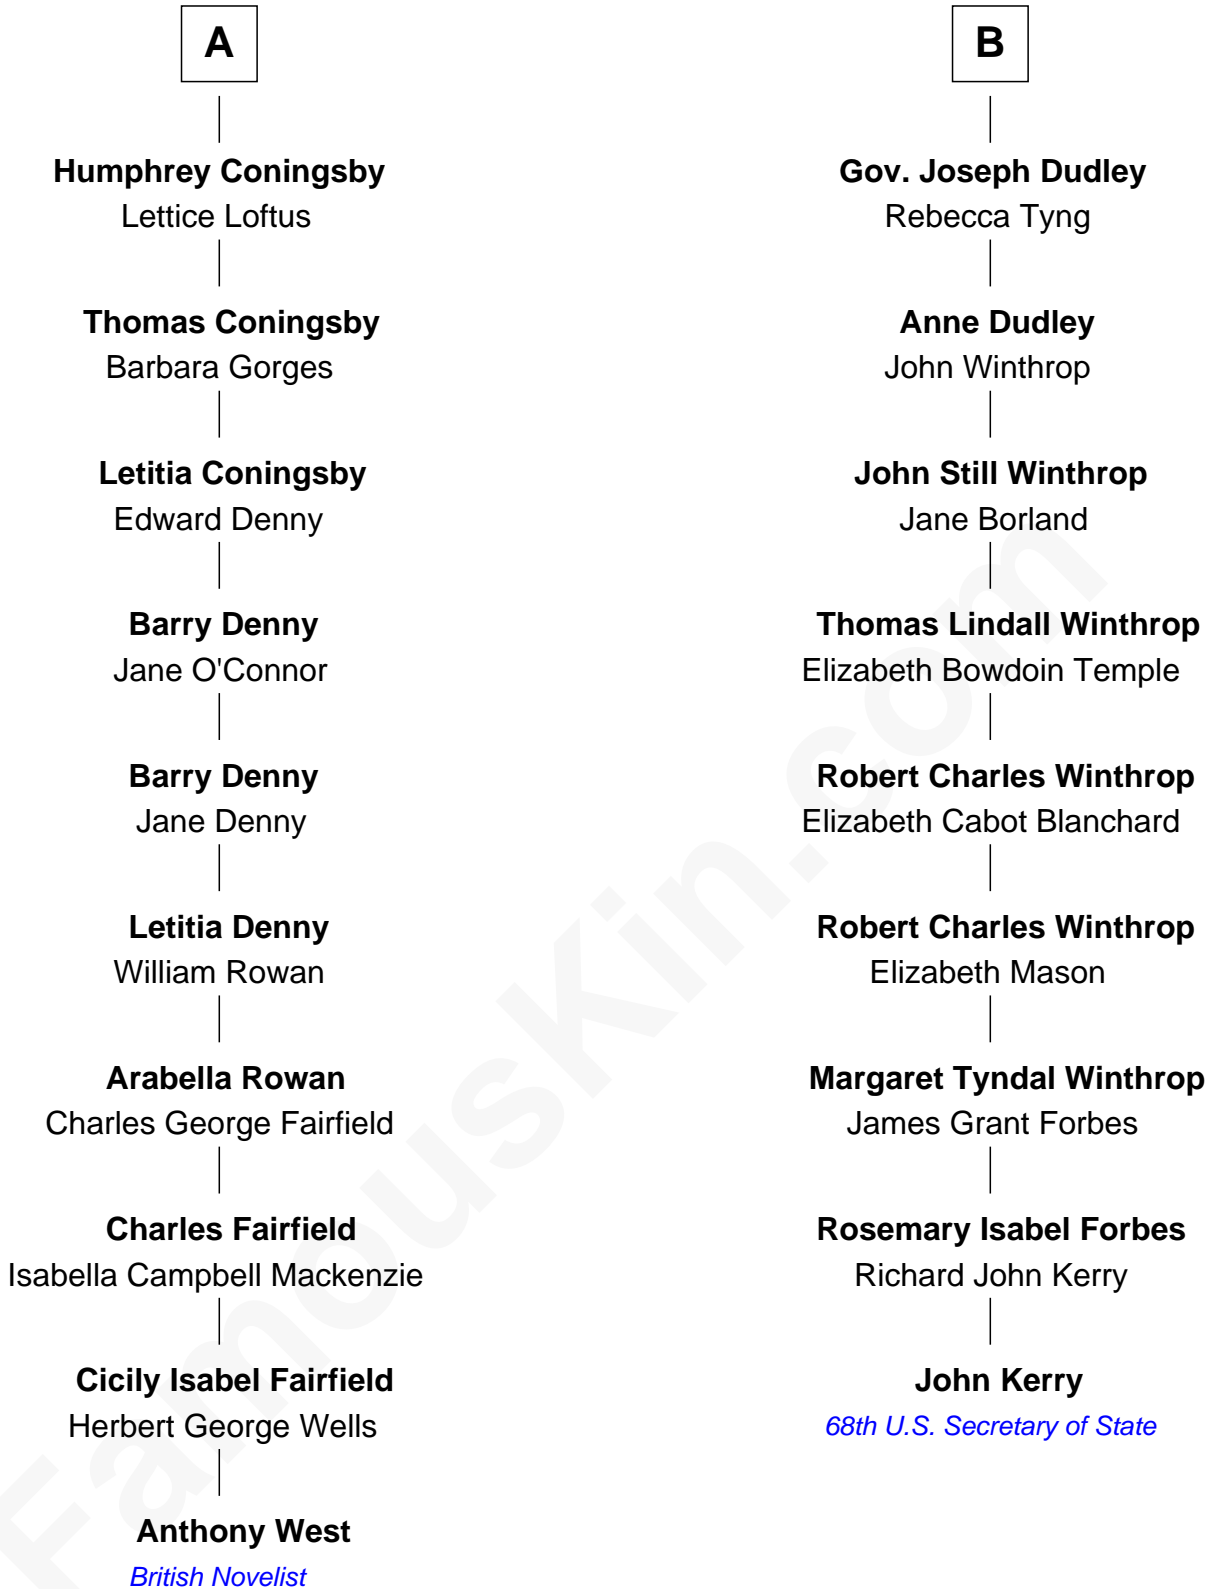 A
Humphrey Coningsby
Lettice Loftus
Thomas Coningsby
Barbara Gorges
Letitia Coningsby
Edward Denny
Barry Denny
Jane O'Connor
Barry Denny
Jane Denny
Letitia Denny
William Rowan
Arabella Rowan
Charles George Fairfield
Charles Fairfield
Isabella Campbell Mackenzie
Cicily Isabel Fairfield
Herbert George Wells
Anthony West
British Novelist
B
Gov. Joseph Dudley
Rebecca Tyng
Anne Dudley
John Winthrop
John Still Winthrop
Jane Borland
Thomas Lindall Winthrop
Elizabeth Bowdoin Temple
Robert Charles Winthrop
Elizabeth Cabot Blanchard
Robert Charles Winthrop
Elizabeth Mason
Margaret Tyndal Winthrop
James Grant Forbes
Rosemary Isabel Forbes
Richard John Kerry
John Kerry
68th U.S. Secretary of State
FamousKin.com